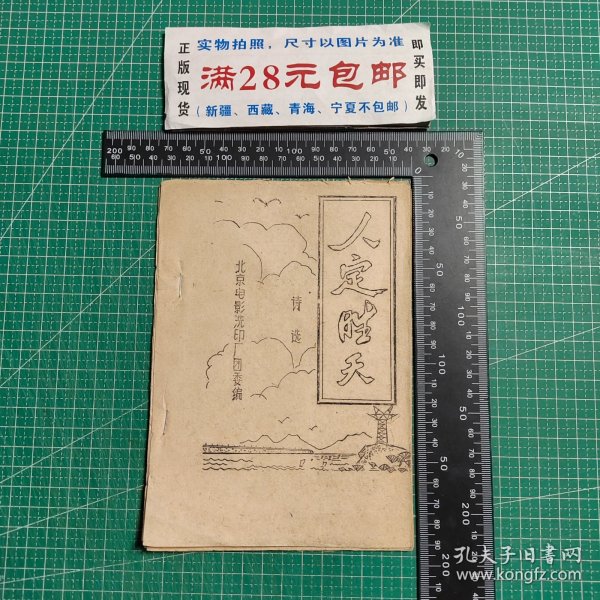 正版现货
实物拍照，尺寸以图片为准
满28元包邮
（新疆、西藏、青海、宁夏不包邮）
即买即发
人定胜天
诗选
北京电影洗印厂团委编
孔夫子旧书网
www.kongfz.com